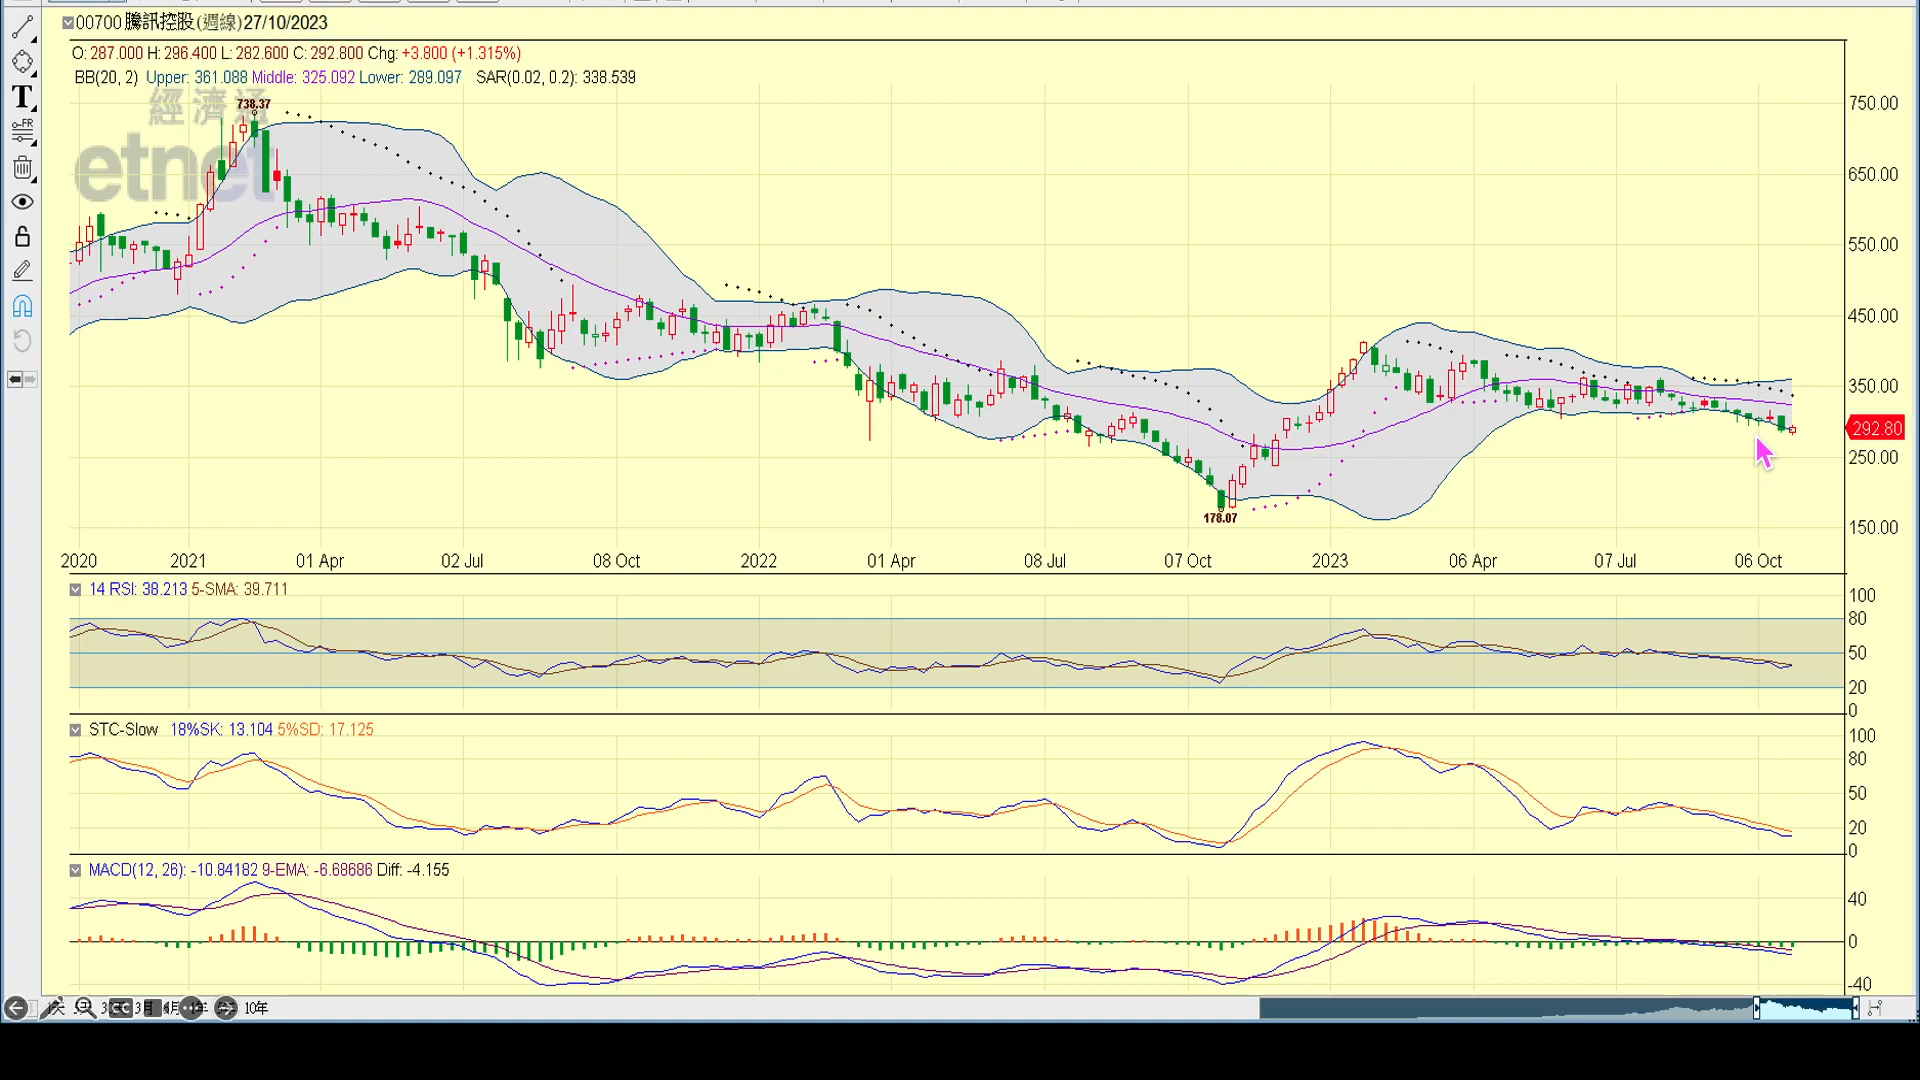 00700 騰訊控股(週線)27/10/2023
O: 287.000 H: 296.400 L: 282.600 C: 292.800 Chg: +3.800 (+1.315%)
BB(20, 2) Upper: 361.088 Middle: 325.092 Lower: 289.097 SAR(0.02, 0.2): 338.539
經濟通
etnet
T
FR
738.37
178.07
750.00
650.00
550.00
450.00
350.00
292.80
250.00
150.00
2020 2021 01 Apr 02 Jul 08 Oct 2022 01 Apr 08 Jul 07 Oct 2023 06 Apr 07 Jul 06 Oct
14 RSI: 38.213 5-SMA: 39.711
100
80
50
20
0
STC-Slow 18%SK: 13.104 5%SD: 17.125
100
80
50
20
0
MACD(12, 26): -10.84182 9-EMA: -6.68686 Diff: -4.155
40
0
-40
3月 1年 10年